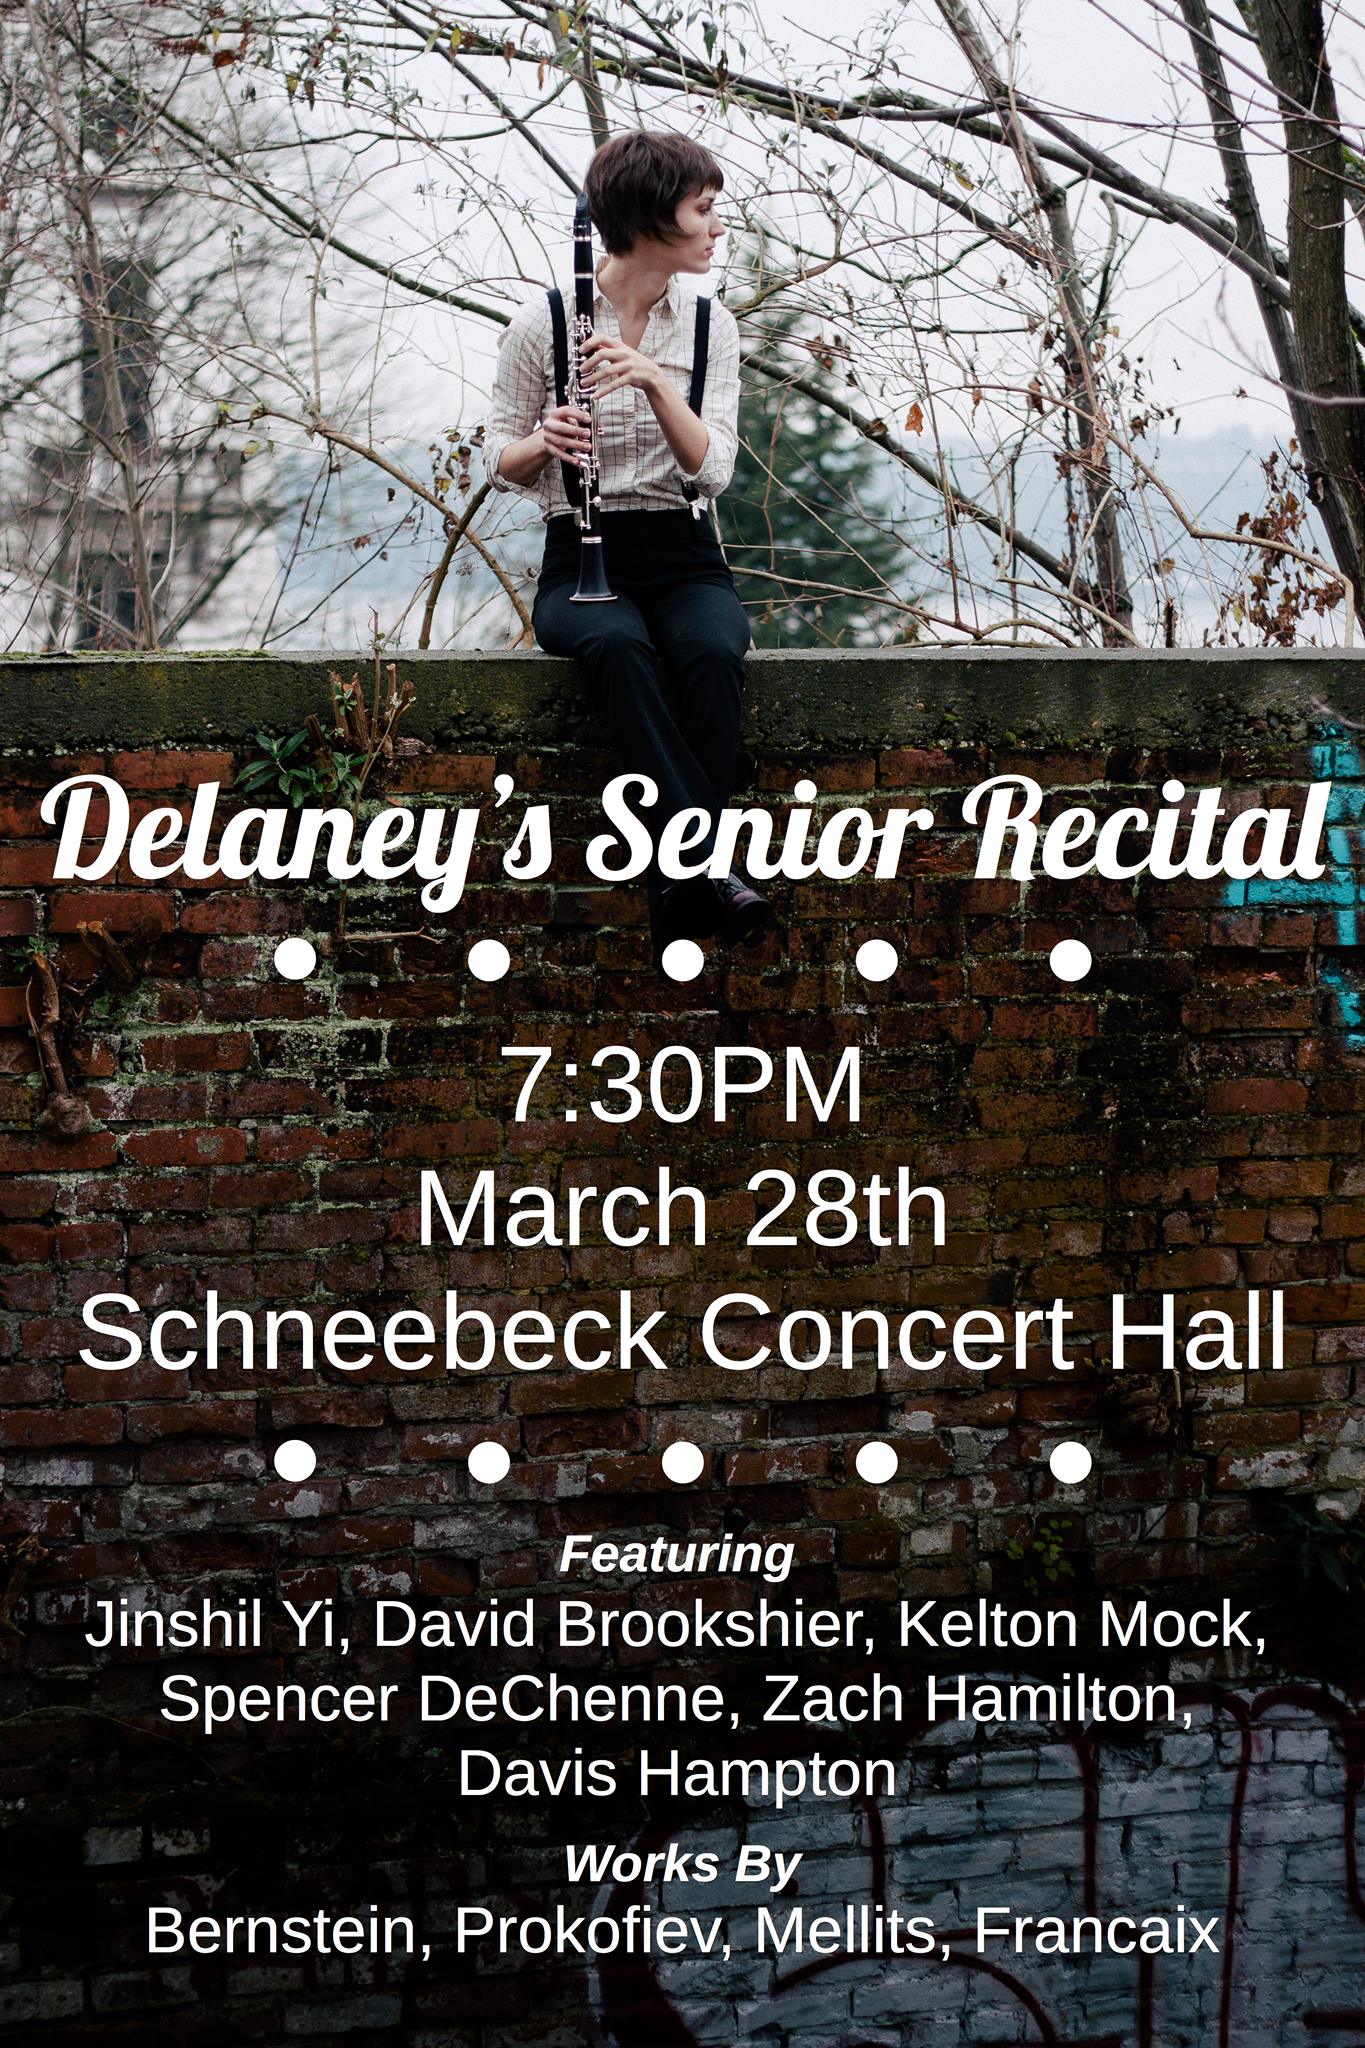 Delaney's Senior Recital
7:30PM
March 28th
Schneebeck Concert Hall
Featuring
Jinshil Yi, David Brookshier, Kelton Mock,
Spencer DeChenne, Zach Hamilton,
Davis Hampton
Works By
Bernstein, Prokofiev, Mellits, Francaix